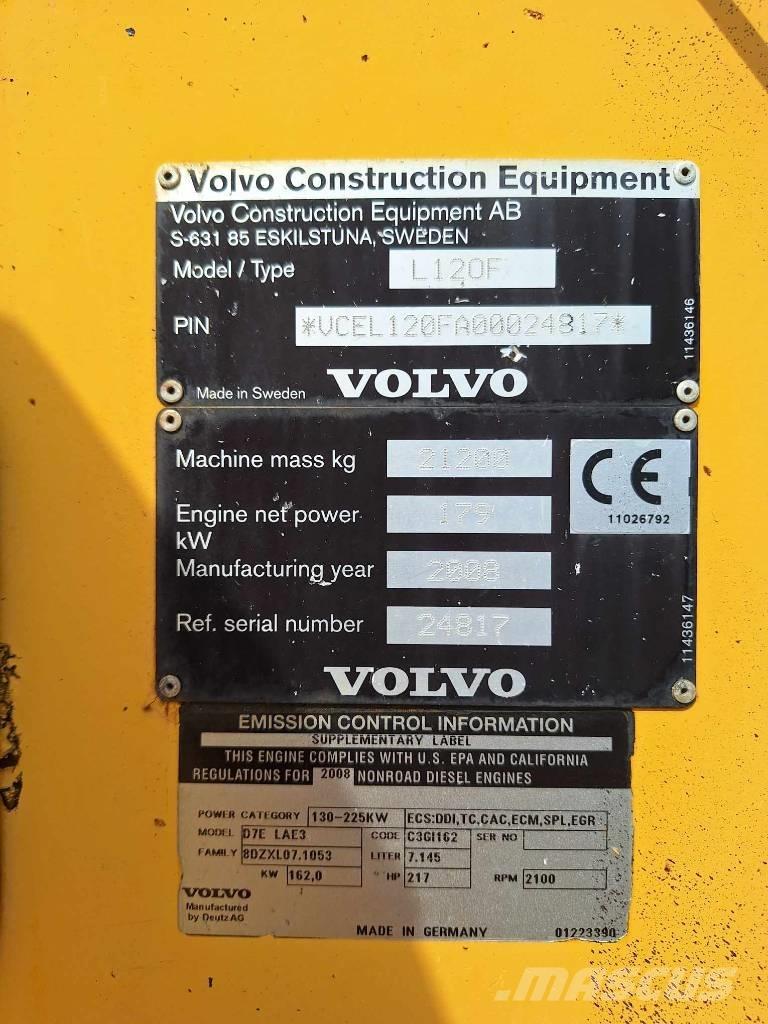 Volvo Construction Equipment
Volvo Construction Equipment AB
S-631 85 ESKILSTUNA, SWEDEN
Model / Type L120F
PIN *VCEL120FA00024817*
11436146
Made in Sweden VOLVO
Machine mass kg 21200
CE
11026792
Engine net power kW 179
Manufacturing year 2008
Ref. serial number 24817
11436147
VOLVO
EMISSION CONTROL INFORMATION
SUPPLEMENTARY LABEL
THIS ENGINE COMPLIES WITH U.S. EPA AND CALIFORNIA
REGULATIONS FOR 2008 NONROAD DIESEL ENGINES
POWER CATEGORY 130-225KW ECS:DDI,TC,CAC,ECM,SPL,EGR
MODEL D7E LAE3 CODE C3GI162 SER NO
FAMILY 8DZXL07.1053 LITER 7.145
KW 162,0 HP 217 RPM 2100
VOLVO
Manufactured
by Deutz AG
MADE IN GERMANY 01223390
MASCUS